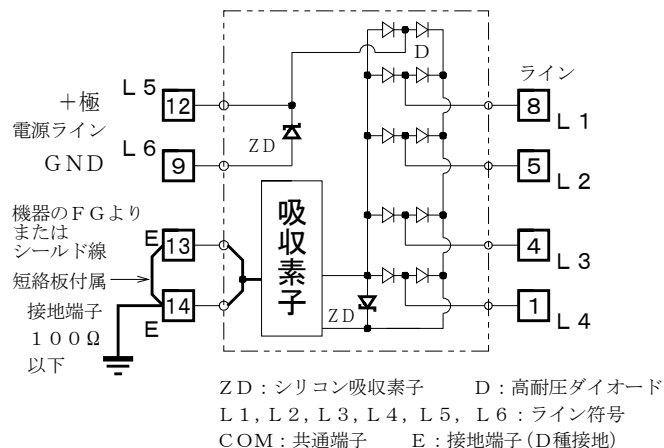 D
ライン
＋極
L 5
12
8
L 1
電源ライン
ZD
GND
L 6
9
5
L 2
機器のＦＧより
または
シールド線
E
13
吸収素子
4
L 3
短絡板付属
14
接地端子
E
ZD
1
L 4
１００Ω
以下
ＺＤ：シリコン吸収素子　Ｄ：高耐圧ダイオード
Ｌ１，Ｌ２，Ｌ３，Ｌ４，Ｌ５，Ｌ６：ライン符号
ＣＯＭ：共通端子　Ｅ：接地端子（Ｄ種接地）